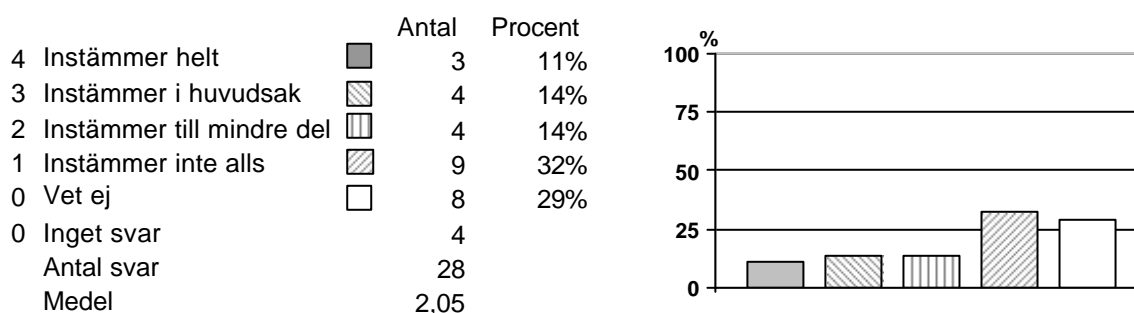 Antal Procent
4 Instämmer helt 3 11%
3 Instämmer i huvudsak 4 14%
2 Instämmer till mindre del 4 14%
1 Instämmer inte alls 9 32%
0 Vet ej 8 29%
0 Inget svar 4
Antal svar 28
Medel 2,05
%
100
75
50
25
0